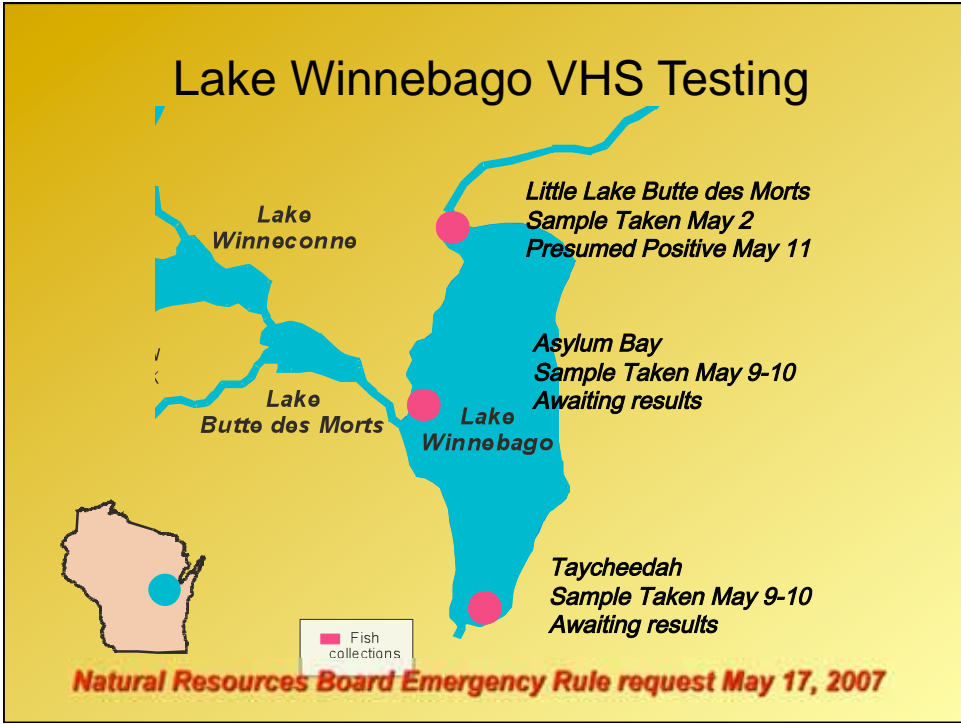 Lake Winnebago VHS Testing
Little Lake Butte des Morts
Sample Taken May 2
Presumed Positive May 11
Lake
Winneconne
Asylum Bay
Sample Taken May 9-10
Awaiting results
Lake
Butte des Morts
Lake
Winnebago
Taycheedah
Sample Taken May 9-10
Awaiting results
Fish
collections
Natural Resources Board Emergency Rule request May 17, 2007